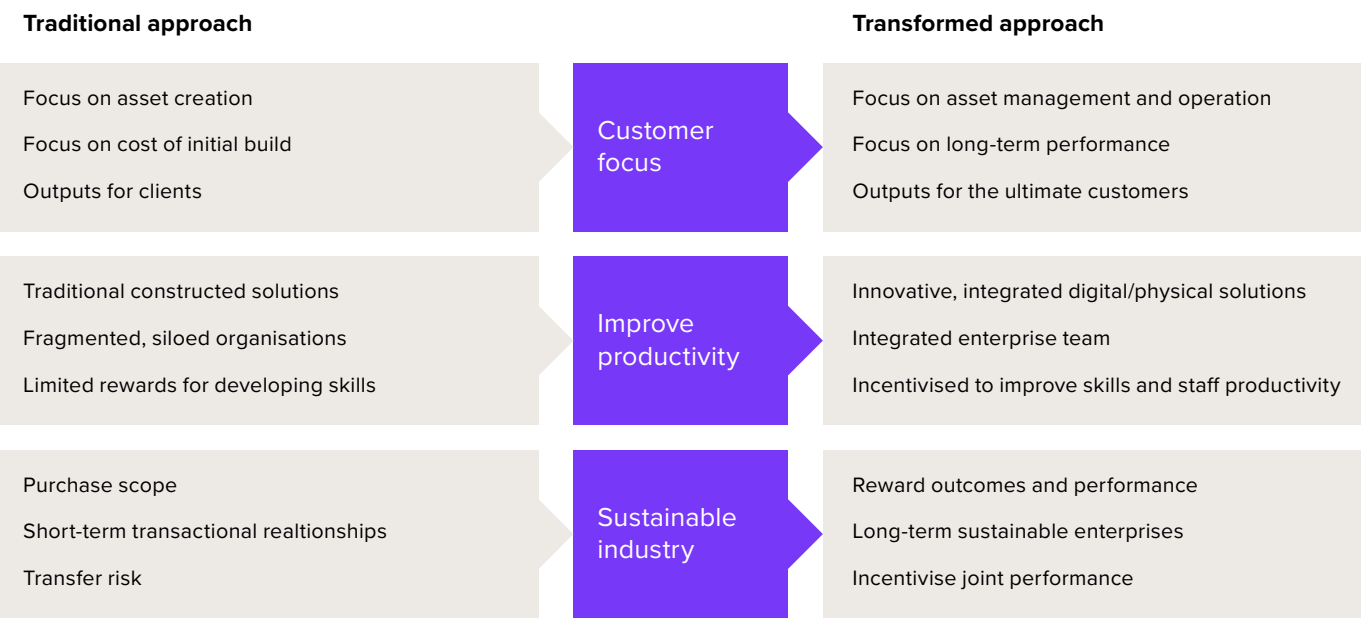 Traditional approach
Transformed approach
Focus on asset creation
Focus on cost of initial build
Outputs for clients
Customer
focus
Focus on asset management and operation
Focus on long-term performance
Outputs for the ultimate customers
Traditional constructed solutions
Fragmented, siloed organisations
Limited rewards for developing skills
Improve
productivity
Innovative, integrated digital/physical solutions
Integrated enterprise team
Incentivised to improve skills and staff productivity
Purchase scope
Short-term transactional realtionships
Transfer risk
Sustainable
industry
Reward outcomes and performance
Long-term sustainable enterprises
Incentivise joint performance